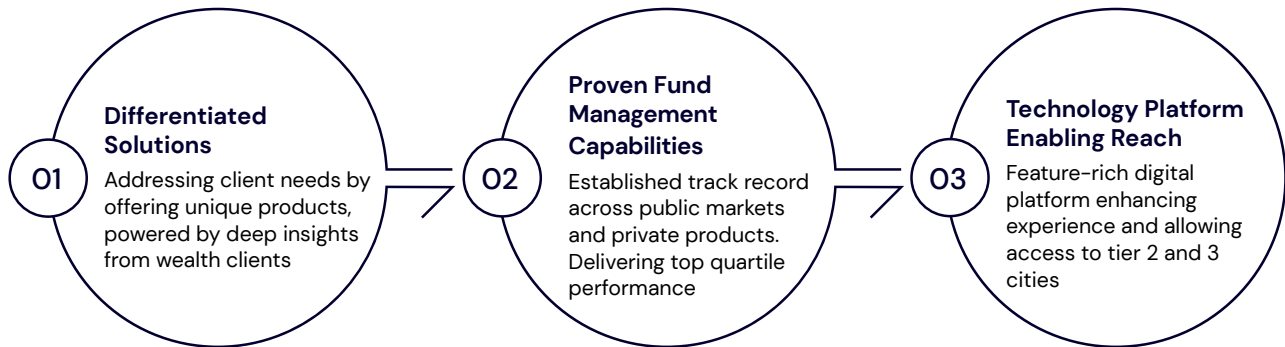 01
Differentiated
Solutions
Addressing client needs by
offering unique products,
powered by deep insights
from wealth clients
02
Proven Fund
Management
Capabilities
Established track record
across public markets
and private products.
Delivering top quartile
performance
03
Technology Platform
Enabling Reach
Feature-rich digital
platform enhancing
experience and allowing
access to tier 2 and 3
cities